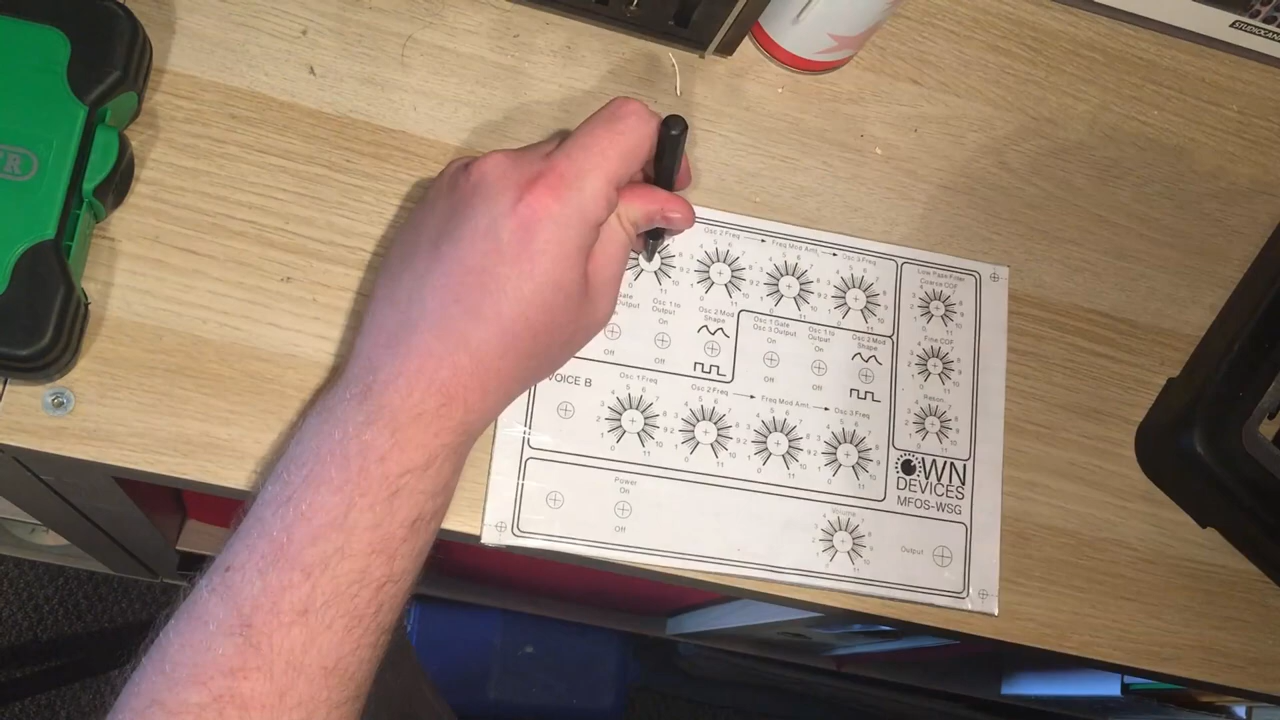 STUDIOCAN
R
Osc 2 Freq
Freq Mod Amt.
Osc 3 Freq
Low Pass Filter
Coarse COF
Gate
Output
Osc 1 to
Output
On
Off
Osc 2 Mod
Shape
Osc 1 Gate
Osc 3 Output
On
Off
Osc 1 to
Output
On
Off
Osc 2 Mod
Shape
Fine COF
Reson.
VOICE B
Osc 1 Freq
Osc 2 Freq
Freq Mod Amt.
Osc 3 Freq
OWN
DEVICES
MFOS-WSG
Power
On
Off
Volume
Output